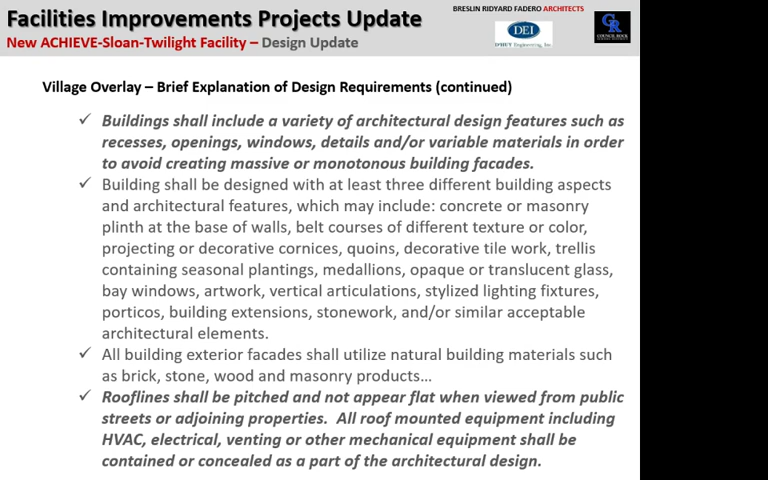 Facilities Improvements Projects Update
BRESLIN RIDYARD FADERO ARCHITECTS
New ACHIEVE-Sloan-Twilight Facility – Design Update
DEI
D'HUY Engineering, Inc
CR
COUNCIL ROCK
Village Overlay – Brief Explanation of Design Requirements (continued)
✓ Buildings shall include a variety of architectural design features such as
recesses, openings, windows, details and/or variable materials in order
to avoid creating massive or monotonous building facades.
✓ Building shall be designed with at least three different building aspects
and architectural features, which may include: concrete or masonry
plinth at the base of walls, belt courses of different texture or color,
projecting or decorative cornices, quoins, decorative tile work, trellis
containing seasonal plantings, medallions, opaque or translucent glass,
bay windows, artwork, vertical articulations, stylized lighting fixtures,
porticos, building extensions, stonework, and/or similar acceptable
architectural elements.
✓ All building exterior facades shall utilize natural building materials such
as brick, stone, wood and masonry products…
✓ Rooflines shall be pitched and not appear flat when viewed from public
streets or adjoining properties.  All roof mounted equipment including
HVAC, electrical, venting or other mechanical equipment shall be
contained or concealed as a part of the architectural design.